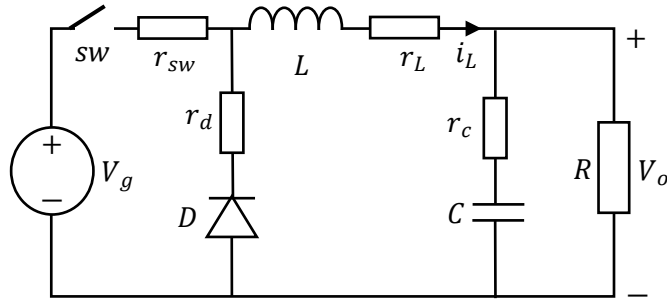 sw
r_sw
L
r_L
i_L
+
r_d
r_c
+
−
V_g
D
C
R
V_o
−